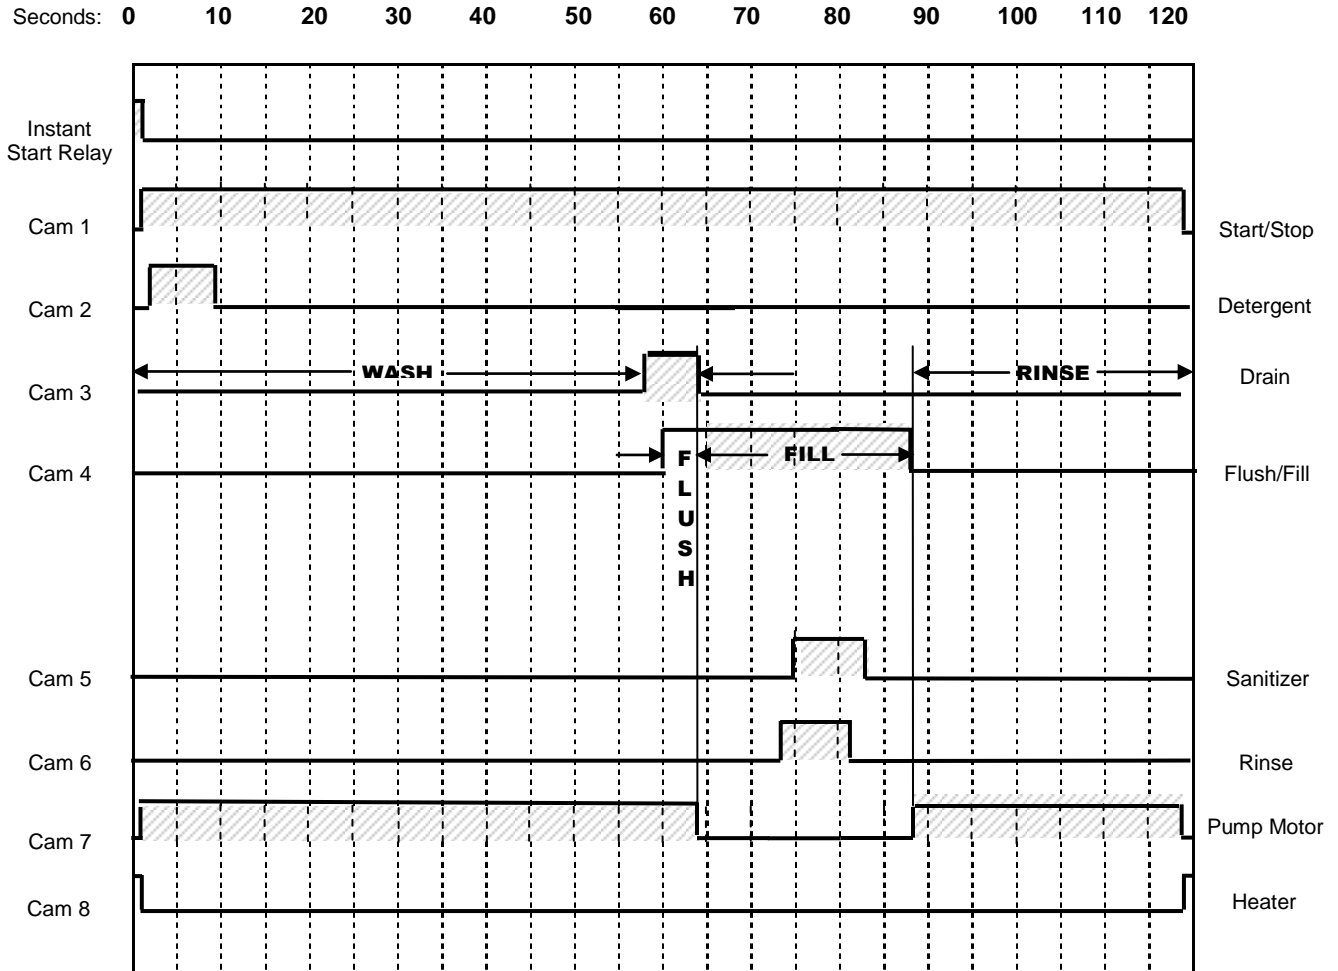 Seconds: 0 10 20 30 40 50 60 70 80 90 100 110 120
Instant
Start Relay
Cam 1
Start/Stop
Cam 2
Detergent
WASH
RINSE
Cam 3
Drain
FLUSH
FILL
Cam 4
Flush/Fill
Cam 5
Sanitizer
Cam 6
Rinse
Cam 7
Pump Motor
Cam 8
Heater